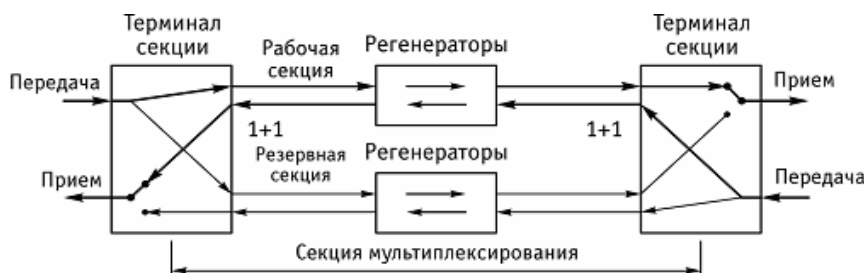 Терминал
секции
Рабочая
секция
Регенераторы
Терминал
секции
Передача
Прием
1+1
1+1
Резервная
секция
Регенераторы
Прием
Передача
Секция мультиплексирования